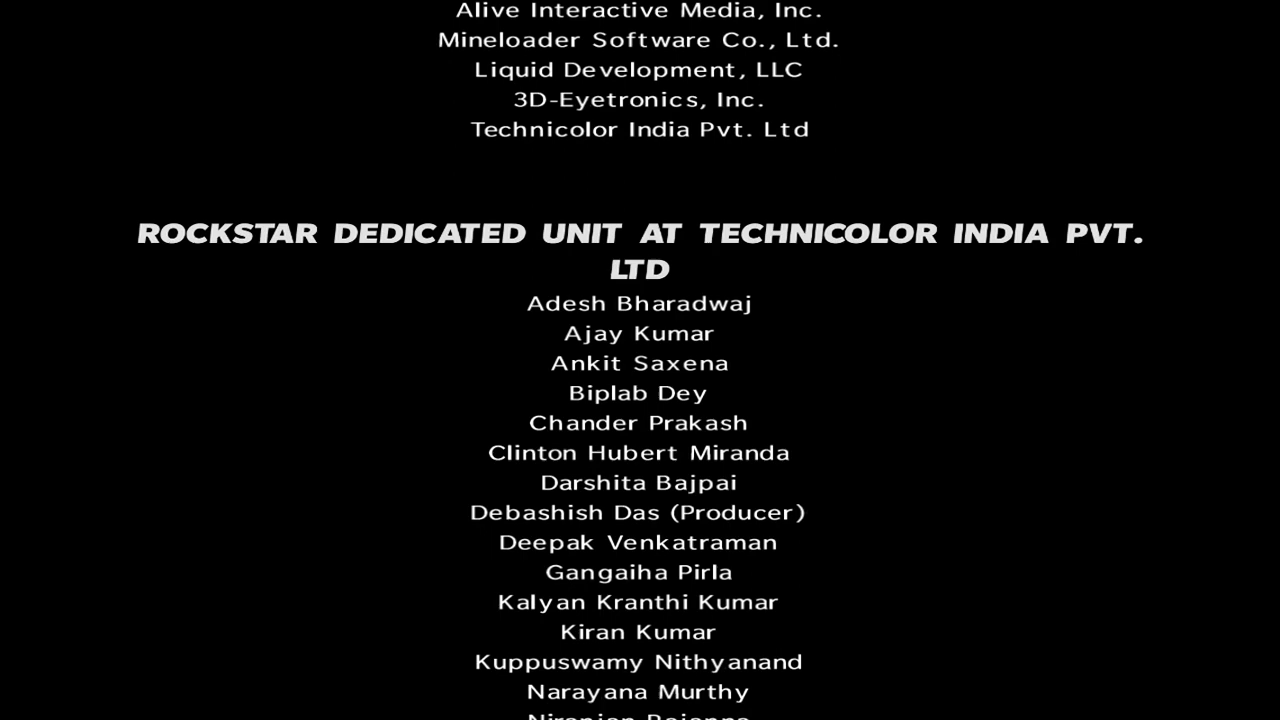 Alive Interactive Media, Inc.
Mineloader Software Co., Ltd.
Liquid Development, LLC
3D-Eyetronics, Inc.
Technicolor India Pvt. Ltd
ROCKSTAR DEDICATED UNIT AT TECHNICOLOR INDIA PVT.
LTD
Adesh Bharadwaj
Ajay Kumar
Ankit Saxena
Biplab Dey
Chander Prakash
Clinton Hubert Miranda
Darshita Bajpai
Debashish Das (Producer)
Deepak Venkatraman
Gangaiha Pirla
Kalyan Kranthi Kumar
Kiran Kumar
Kuppuswamy Nithyanand
Narayana Murthy